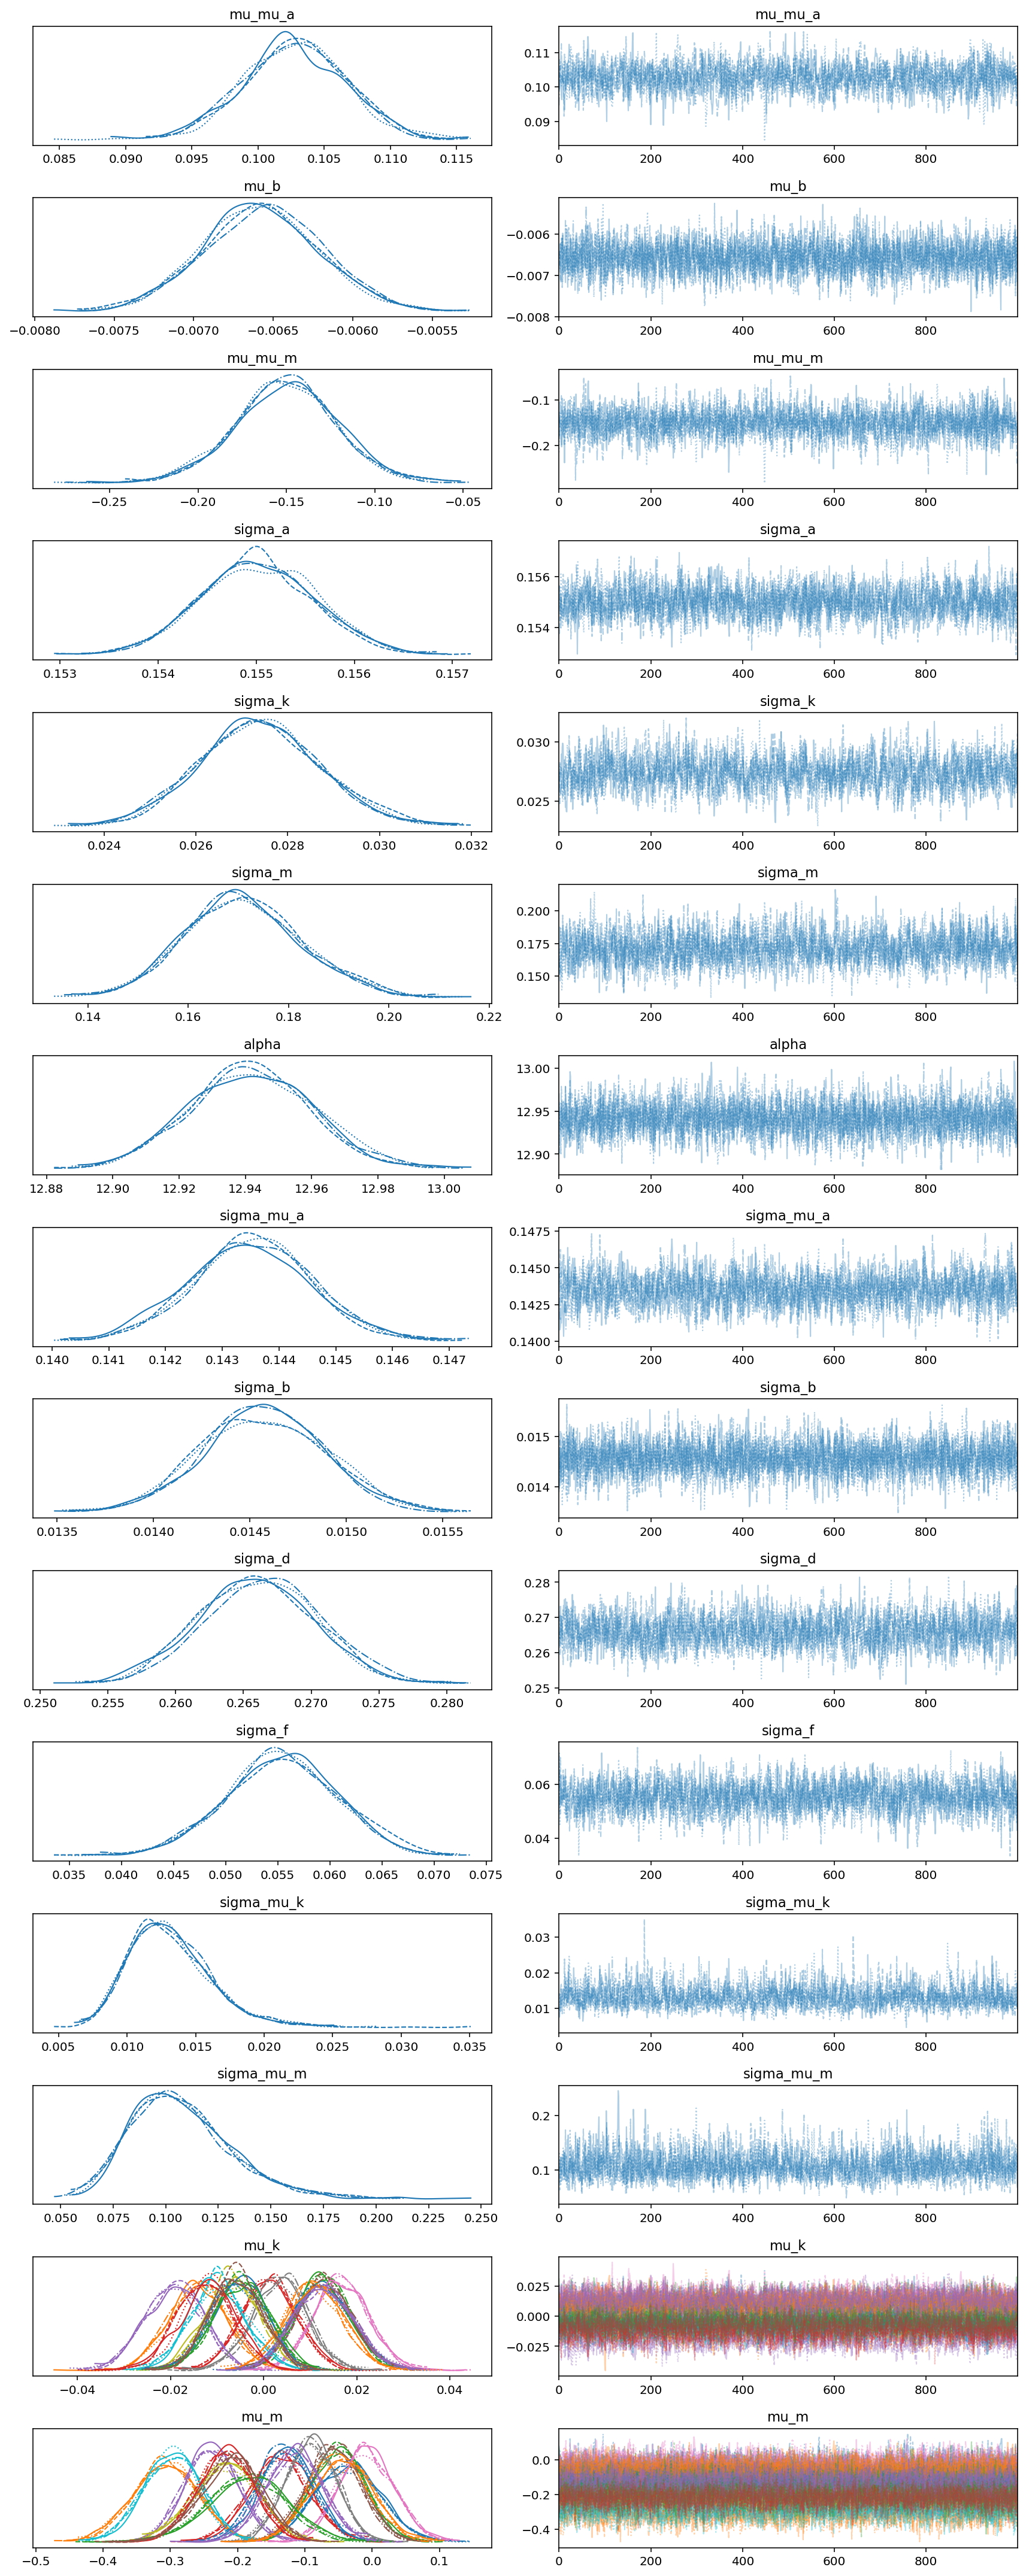 mu_mu_a mu_mu_a
0.11
0.10
0.09
0.085 0.090 0.095 0.100 0.105 0.110 0.115 0 200 400 600 800
mu_b mu_b
−0.006
−0.007
−0.008
−0.0080 −0.0075 −0.0070 −0.0065 −0.0060 −0.0055 0 200 400 600 800
mu_mu_m mu_mu_m
−0.1
−0.2
−0.25 −0.20 −0.15 −0.10 −0.05 0 200 400 600 800
sigma_a sigma_a
0.156
0.154
0.153 0.154 0.155 0.156 0.157 0 200 400 600 800
sigma_k sigma_k
0.030
0.025
0.024 0.026 0.028 0.030 0.032 0 200 400 600 800
sigma_m sigma_m
0.200
0.175
0.150
0.14 0.16 0.18 0.20 0.22 0 200 400 600 800
alpha alpha
13.00
12.95
12.90
12.88 12.90 12.92 12.94 12.96 12.98 13.00 0 200 400 600 800
sigma_mu_a sigma_mu_a
0.1475
0.1450
0.1425
0.1400
0.140 0.141 0.142 0.143 0.144 0.145 0.146 0.147 0 200 400 600 800
sigma_b sigma_b
0.015
0.014
0.0135 0.0140 0.0145 0.0150 0.0155 0 200 400 600 800
sigma_d sigma_d
0.28
0.27
0.26
0.25
0.250 0.255 0.260 0.265 0.270 0.275 0.280 0 200 400 600 800
sigma_f sigma_f
0.06
0.04
0.035 0.040 0.045 0.050 0.055 0.060 0.065 0.070 0.075 0 200 400 600 800
sigma_mu_k sigma_mu_k
0.03
0.02
0.01
0.005 0.010 0.015 0.020 0.025 0.030 0.035 0 200 400 600 800
sigma_mu_m sigma_mu_m
0.2
0.1
0.050 0.075 0.100 0.125 0.150 0.175 0.200 0.225 0.250 0 200 400 600 800
mu_k mu_k
0.025
0.000
−0.025
−0.04 −0.02 0.00 0.02 0.04 0 200 400 600 800
mu_m mu_m
0.0
−0.2
−0.4
−0.5 −0.4 −0.3 −0.2 −0.1 0.0 0.1 0 200 400 600 800